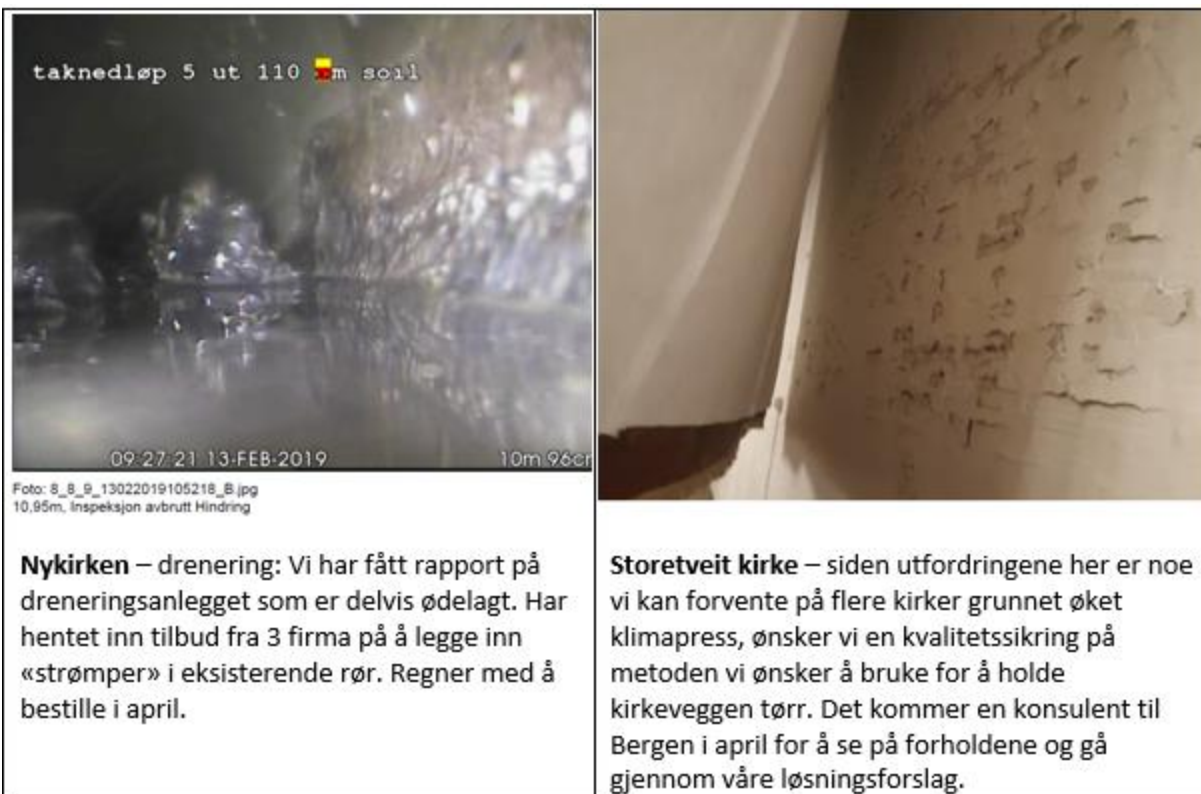 taknedløp 5 ut 110 mm soil
09:27:21 13-FEB-2019
10m 96cm
Foto: 8_8_9_13022019105218_B.jpg
10,95m, Inspeksjon avbrutt Hindring
Nykirken – drenering: Vi har fått rapport på
dreneringsanlegget som er delvis ødelagt. Har
hentet inn tilbud fra 3 firma på å legge inn
«strømper» i eksisterende rør. Regner med å
bestille i april.
Storetveit kirke – siden utfordringene her er noe
vi kan forvente på flere kirker grunnet øket
klimapress, ønsker vi en kvalitetssikring på
metoden vi ønsker å bruke for å holde
kirkeveggen tørr. Det kommer en konsulent til
Bergen i april for å se på forholdene og gå
gjennom våre løsningsforslag.